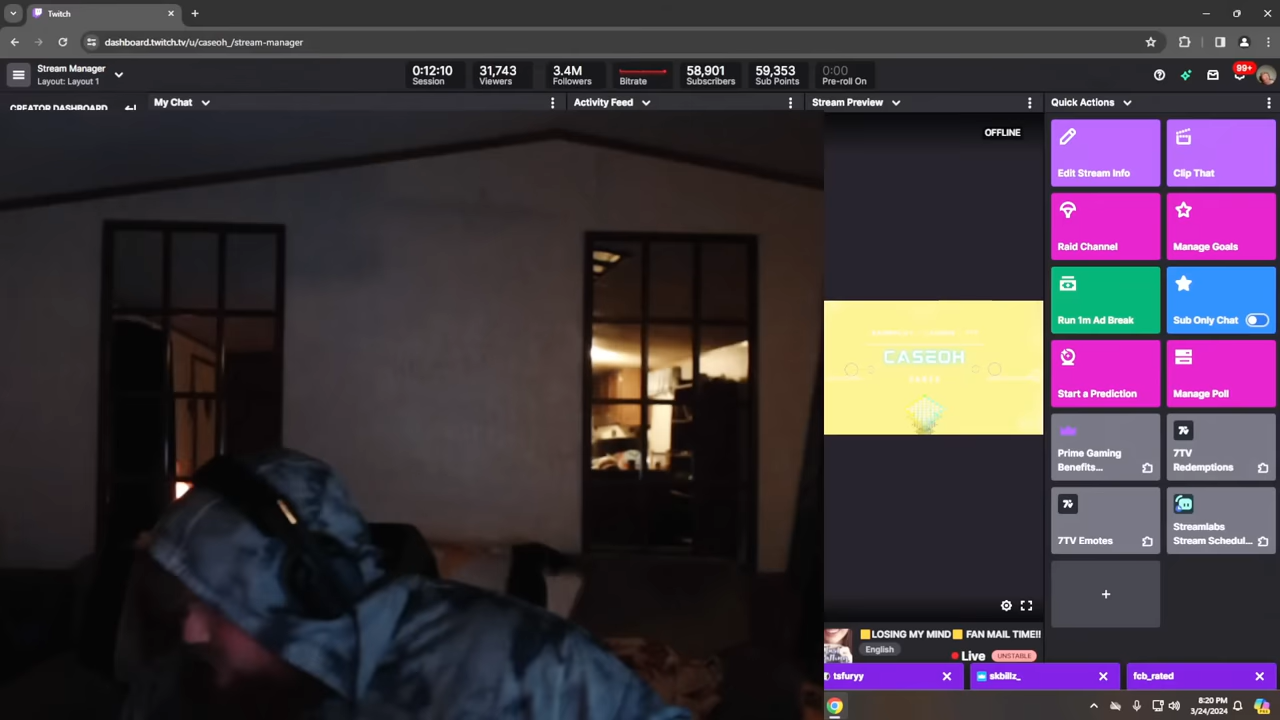 Twitch
dashboard.twitch.tv/u/caseoh_/stream-manager
Stream Manager
Layout: Layout 1
0:12:10
Session
31,743
Viewers
3.4M
Followers
Bitrate
58,901
Subscribers
59,353
Sub Points
0:00
Pre-roll On
99+
CREATOR DASHBOARD
My Chat
Activity Feed
Stream Preview
Quick Actions
OFFLINE
CASEOH
Edit Stream Info
Clip That
Raid Channel
Manage Goals
Run 1m Ad Break
Sub Only Chat
Start a Prediction
Manage Poll
Prime Gaming
Benefits...
7TV
Redemptions
7TV Emotes
Streamlabs
Stream Schedul...
LOSING MY MIND FAN MAIL TIME!!
English
Live UNSTABLE
tsfuryy
skbillz_
fcb_rated
8:20 PM
3/24/2024